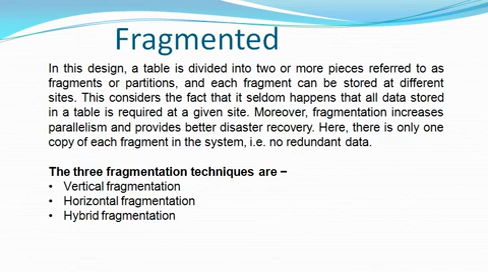 Fragmented
In this design, a table is divided into two or more pieces referred to as
fragments or partitions, and each fragment can be stored at different
sites. This considers the fact that it seldom happens that all data stored
in a table is required at a given site. Moreover, fragmentation increases
parallelism and provides better disaster recovery. Here, there is only one
copy of each fragment in the system, i.e. no redundant data.
The three fragmentation techniques are −
• Vertical fragmentation
• Horizontal fragmentation
• Hybrid fragmentation